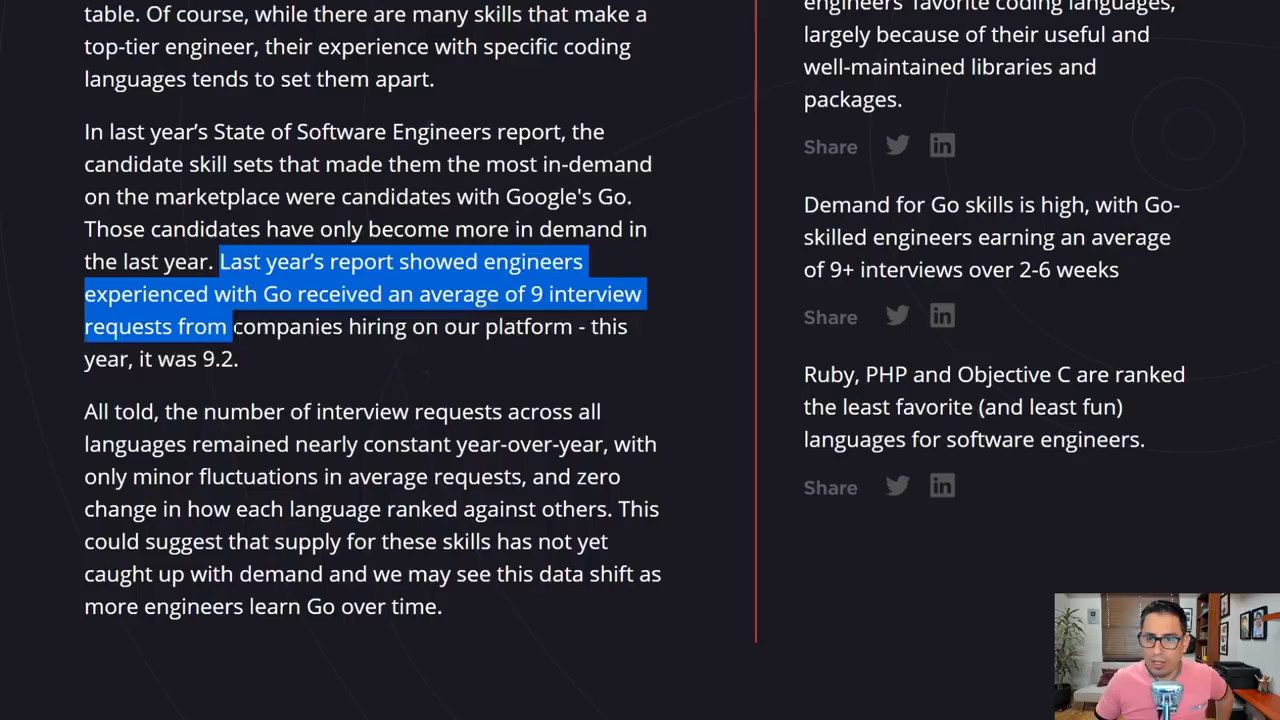 table. Of course, while there are many skills that make a
top-tier engineer, their experience with specific coding
languages tends to set them apart.
In last year’s State of Software Engineers report, the
candidate skill sets that made them the most in-demand
on the marketplace were candidates with Google's Go.
Those candidates have only become more in demand in
the last year. Last year’s report showed engineers
experienced with Go received an average of 9 interview
requests from companies hiring on our platform - this
year, it was 9.2.
All told, the number of interview requests across all
languages remained nearly constant year-over-year, with
only minor fluctuations in average requests, and zero
change in how each language ranked against others. This
could suggest that supply for these skills has not yet
caught up with demand and we may see this data shift as
more engineers learn Go over time.
engineers’ favorite coding languages,
largely because of their useful and
well-maintained libraries and
packages.
Share in
Demand for Go skills is high, with Go-
skilled engineers earning an average
of 9+ interviews over 2-6 weeks
Share in
Ruby, PHP and Objective C are ranked
the least favorite (and least fun)
languages for software engineers.
Share in